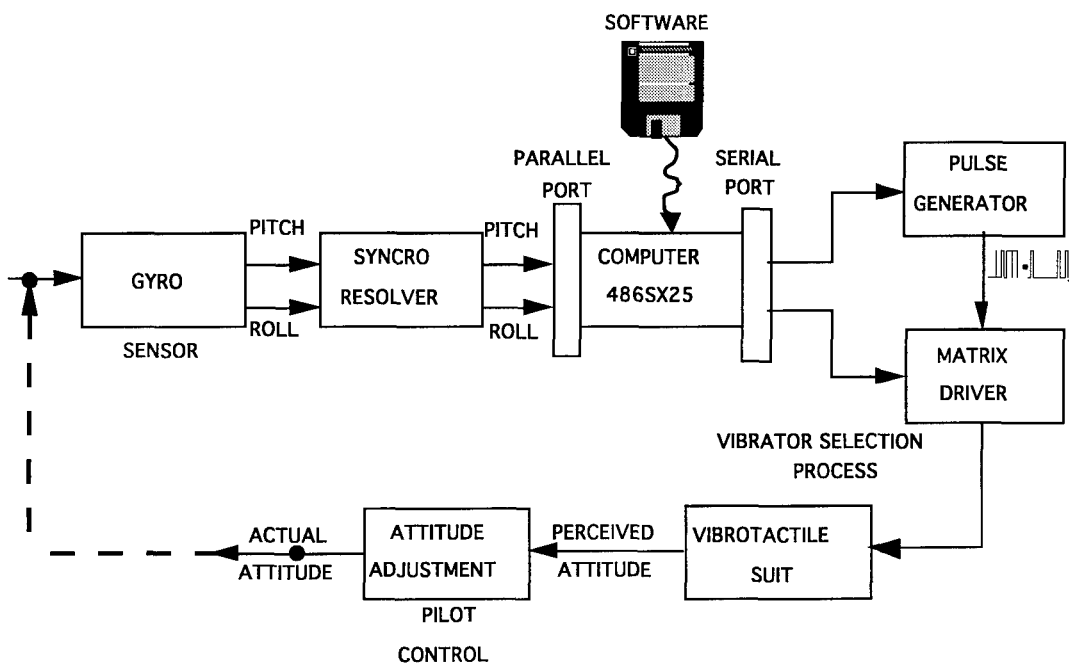 SOFTWARE
PARALLEL
PORT
SERIAL
PORT
PULSE
GENERATOR
PITCH
PITCH
GYRO
SYNCRO
RESOLVER
COMPUTER
486SX25
ROLL
ROLL
SENSOR
MATRIX
DRIVER
VIBRATOR SELECTION
PROCESS
ACTUAL
ATTITUDE
ATTITUDE
ADJUSTMENT
PERCEIVED
ATTITUDE
VIBROTACTILE
SUIT
PILOT
CONTROL